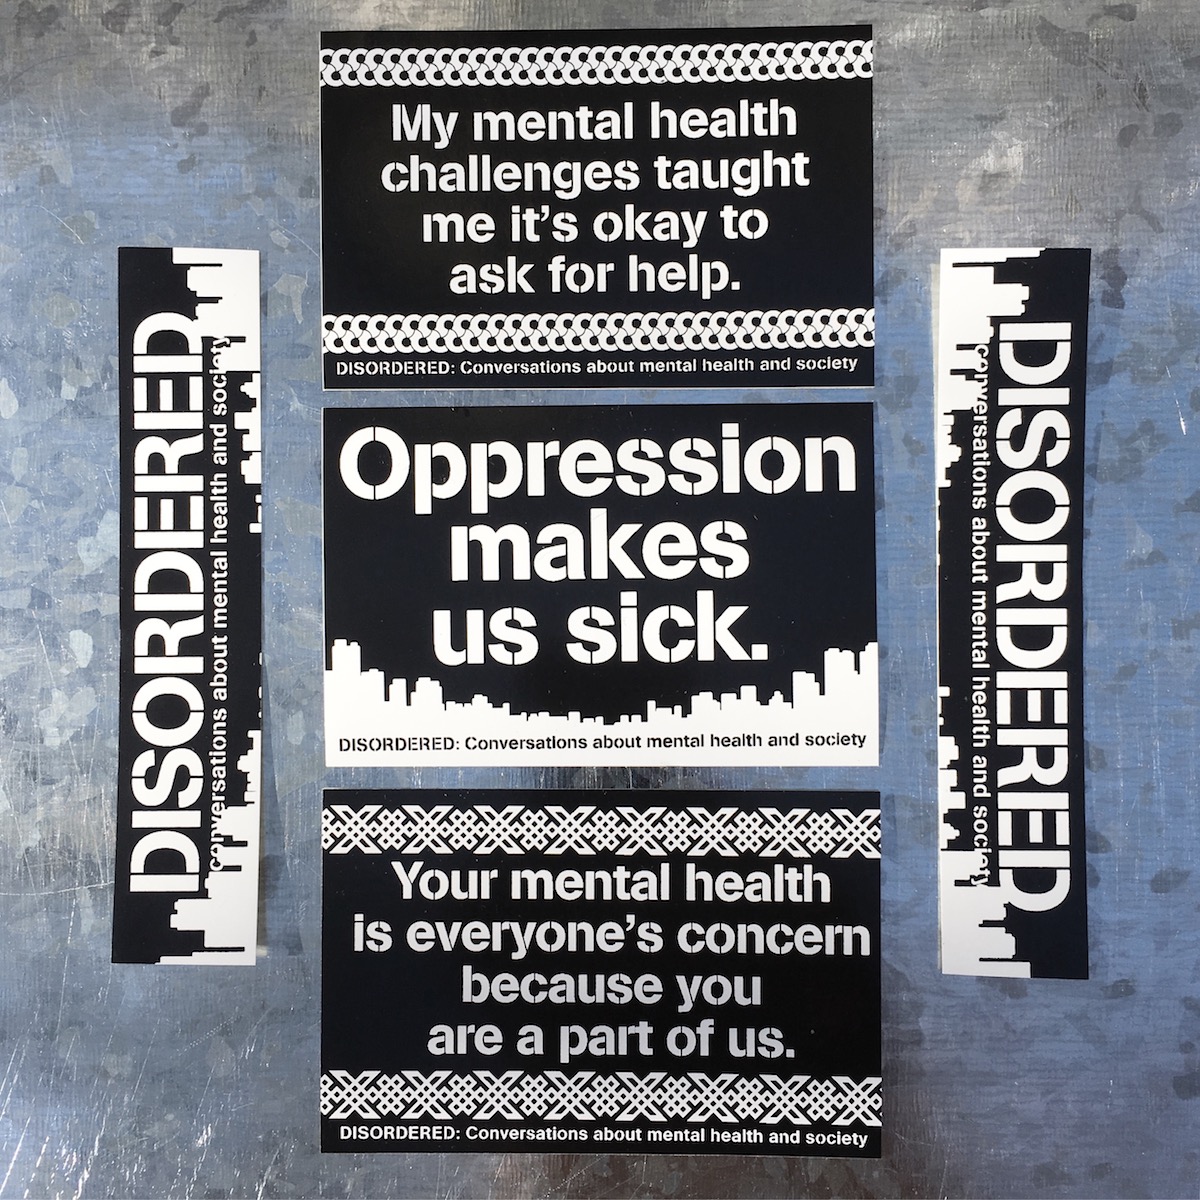 My mental health
challenges taught
me it's okay to
ask for help.
DISORDERED: Conversations about mental health and society
DISORDERED
conversations about mental health and society
Oppression
makes
us sick.
DISORDERED: Conversations about mental health and society
DISORDERED
conversations about mental health and society
Your mental health
is everyone's concern
because you
are a part of us.
DISORDERED: Conversations about mental health and society